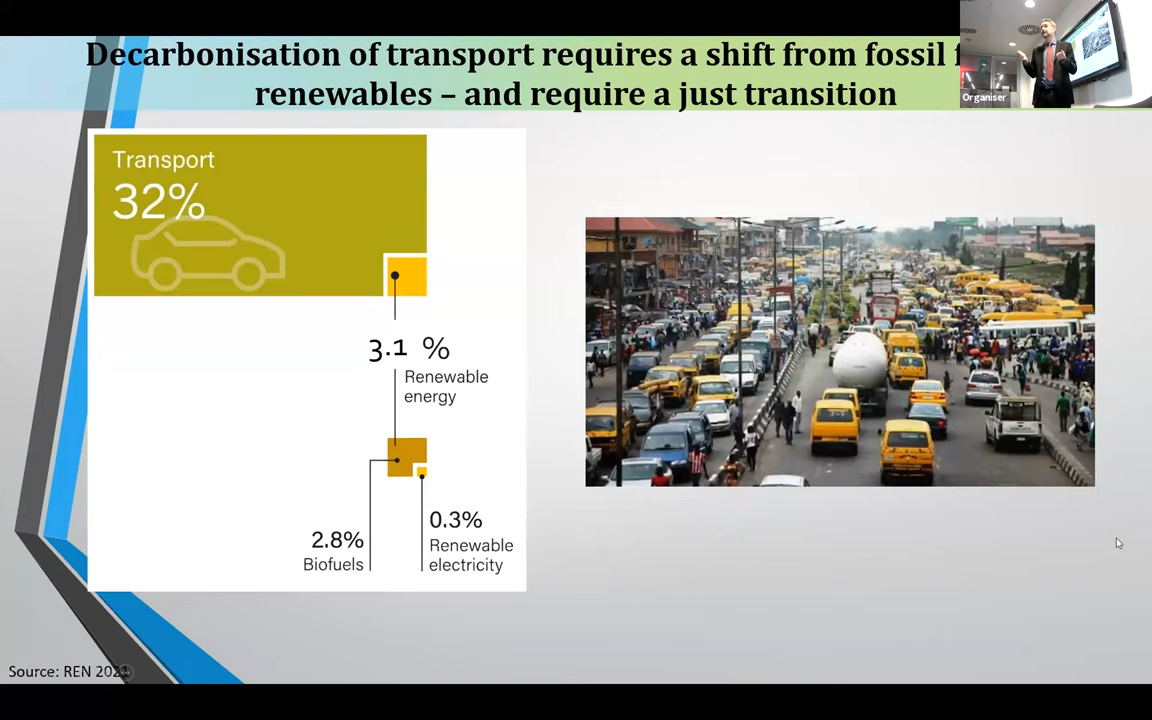 Decarbonisation of transport requires a shift from fossil
renewables – and require a just transition
Organiser
Transport
32%
3.1 %
Renewable
energy
2.8%
Biofuels
0.3%
Renewable
electricity
Source: REN 2021